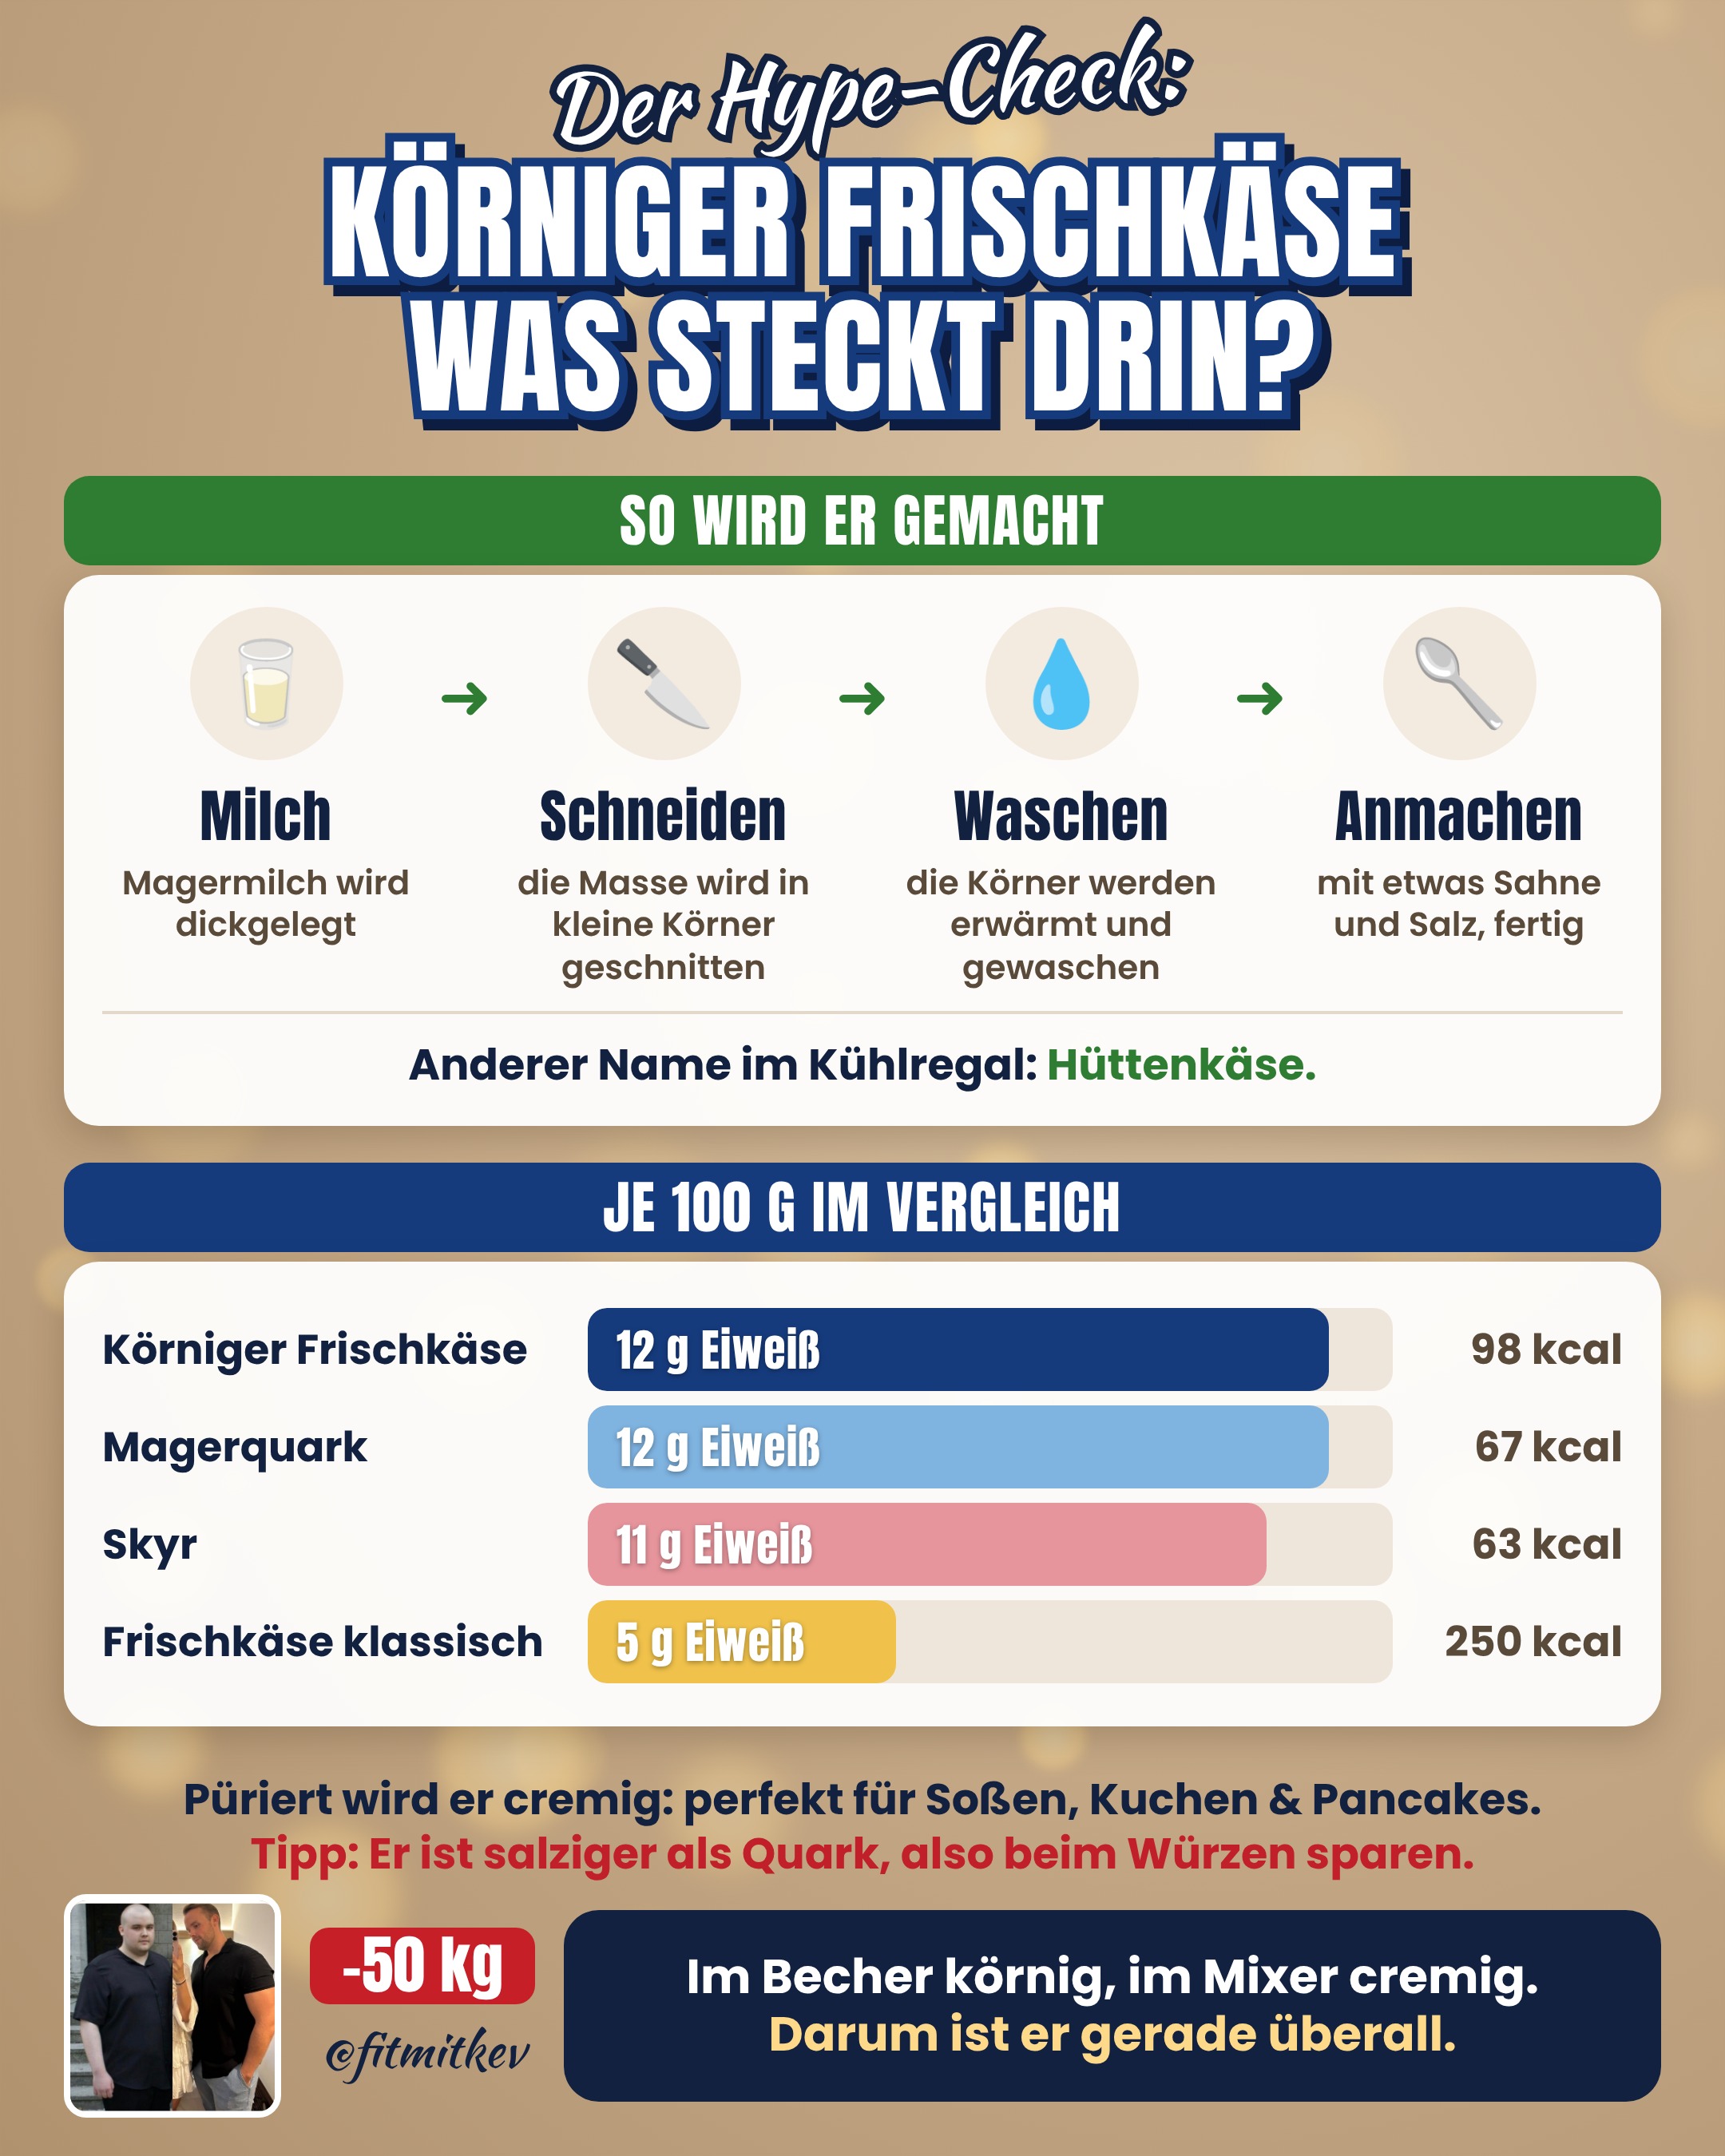 Der Hype-Check:
KÖRNIGER FRISCHKÄSE
WAS STECKT DRIN?
SO WIRD ER GEMACHT
➜ ➜ ➜
Milch
Magermilch wird
dickgelegt
Schneiden
die Masse wird in
kleine Körner
geschnitten
Waschen
die Körner werden
erwärmt und
gewaschen
Anmachen
mit etwas Sahne
und Salz, fertig
Anderer Name im Kühlregal: Hüttenkäse.
JE 100 G IM VERGLEICH
Körniger Frischkäse 12 g Eiweiß 98 kcal
Magerquark 12 g Eiweiß 67 kcal
Skyr 11 g Eiweiß 63 kcal
Frischkäse klassisch 5 g Eiweiß 250 kcal
Püriert wird er cremig: perfekt für Soßen, Kuchen & Pancakes.
Tipp: Er ist salziger als Quark, also beim Würzen sparen.
-50 kg
@fitmitkev
Im Becher körnig, im Mixer cremig.
Darum ist er gerade überall.